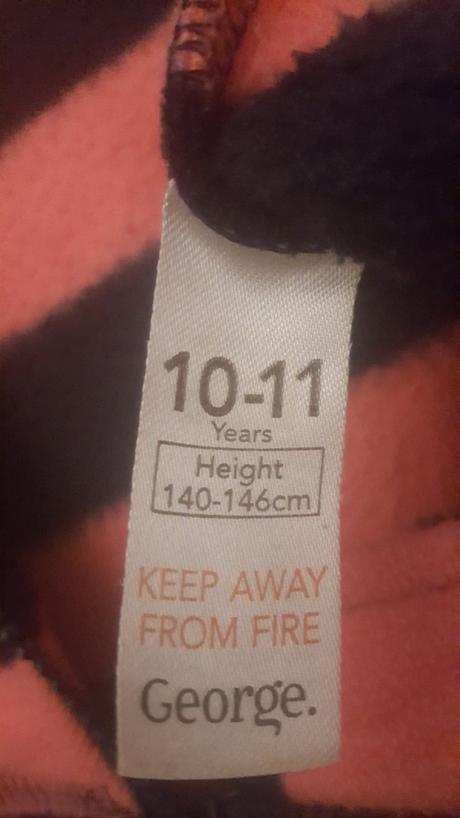 10-11
Years
Height
140-146cm
KEEP AWAY
FROM FIRE
George.